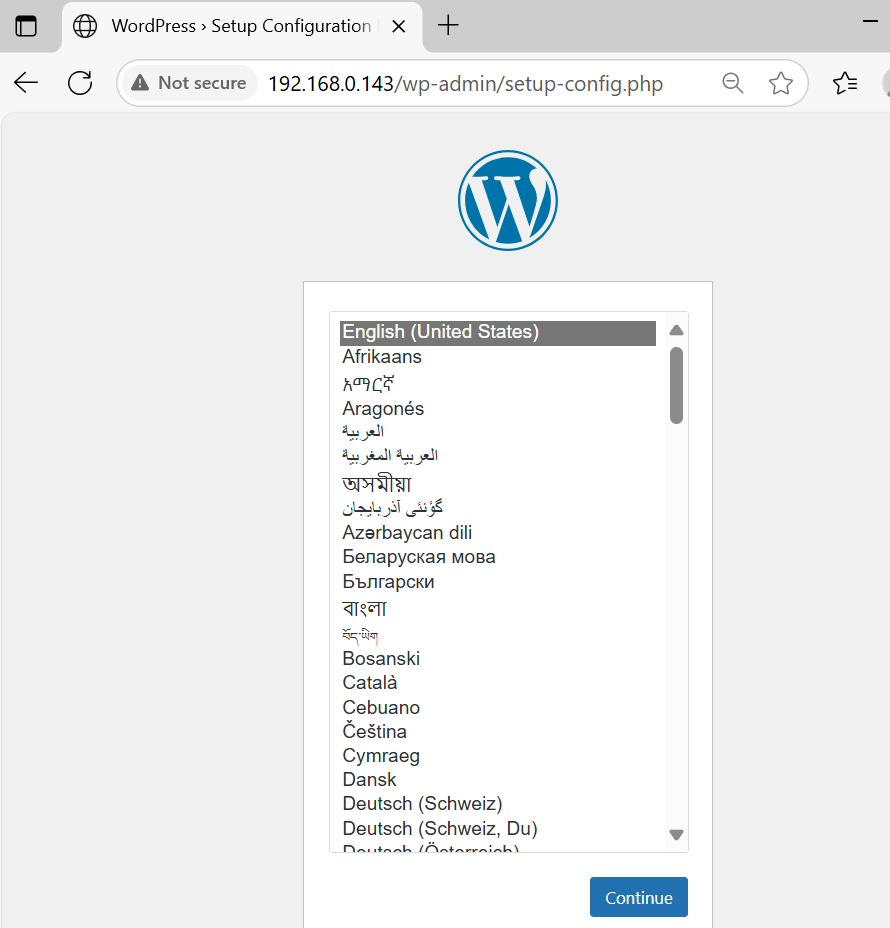 WordPress › Setup Configuration
Not secure
192.168.0.143/wp-admin/setup-config.php
English (United States)
Afrikaans
አማርኛ
Aragonés
العربية
العربية المغربية
অসমীয়া
گؤنئی آذربایجان
Azərbaycan dili
Беларуская мова
Български
বাংলা
བོད་ཡིག
Bosanski
Català
Cebuano
Čeština
Cymraeg
Dansk
Deutsch (Schweiz)
Deutsch (Schweiz, Du)
Deutsch (Österreich)
Continue